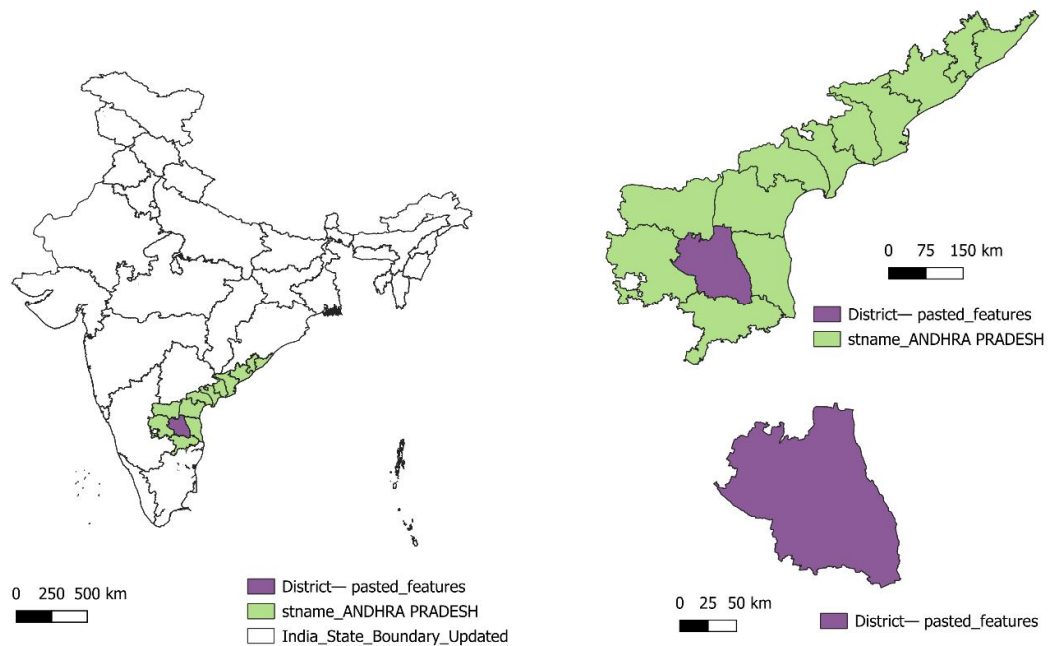 0 250 500 km
District— pasted_features
stname_ANDHRA PRADESH
India_State_Boundary_Updated
0 75 150 km
District— pasted_features
stname_ANDHRA PRADESH
0 25 50 km
District— pasted_features